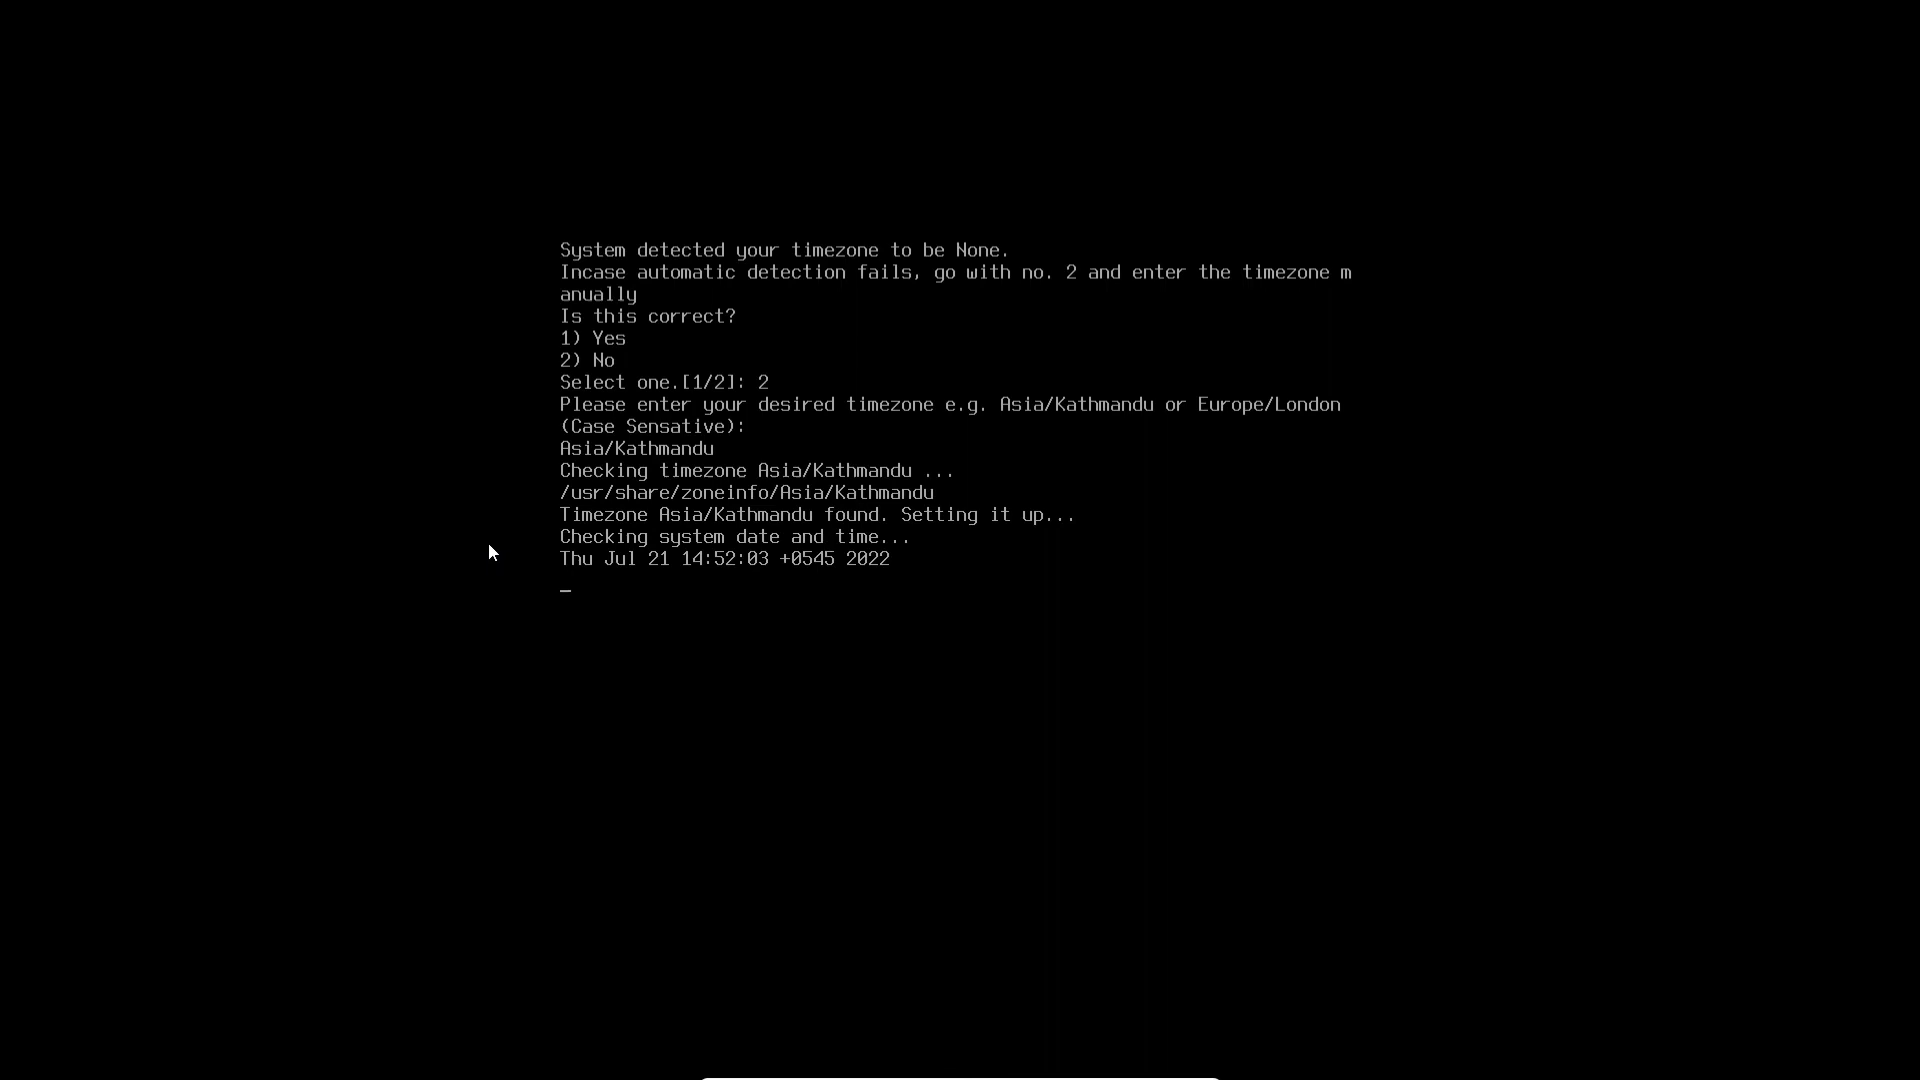 System detected your timezone to be None.
Incase automatic detection fails, go with no. 2 and enter the timezone m
anually
Is this correct?
1) Yes
2) No
Select one.[1/2]: 2
Please enter your desired timezone e.g. Asia/Kathmandu or Europe/London
(Case Sensative):
Asia/Kathmandu
Checking timezone Asia/Kathmandu ...
/usr/share/zoneinfo/Asia/Kathmandu
Timezone Asia/Kathmandu found. Setting it up...
Checking system date and time...
Thu Jul 21 14:52:03 +0545 2022